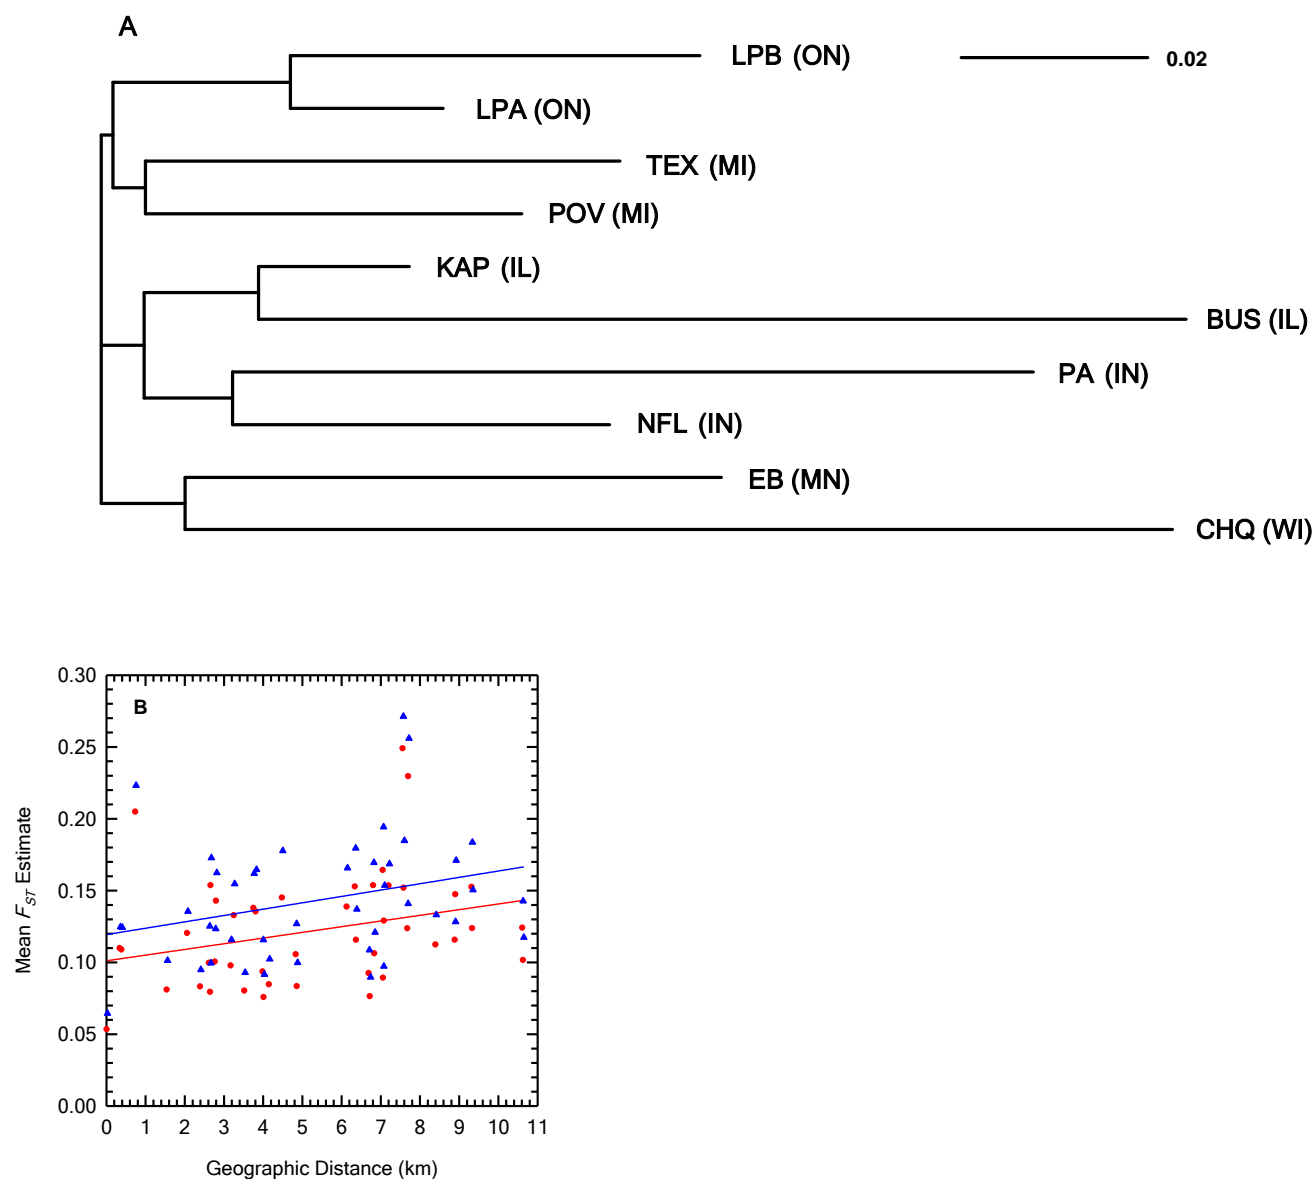 A
LPB (ON)
0.02
LPA (ON)
TEX (MI)
POV (MI)
KAP (IL)
BUS (IL)
PA (IN)
NFL (IN)
EB (MN)
CHQ (WI)
B
Mean FST Estimate
0.30
0.25
0.20
0.15
0.10
0.05
0.00
0 1 2 3 4 5 6 7 8 9 10 11
Geographic Distance (km)